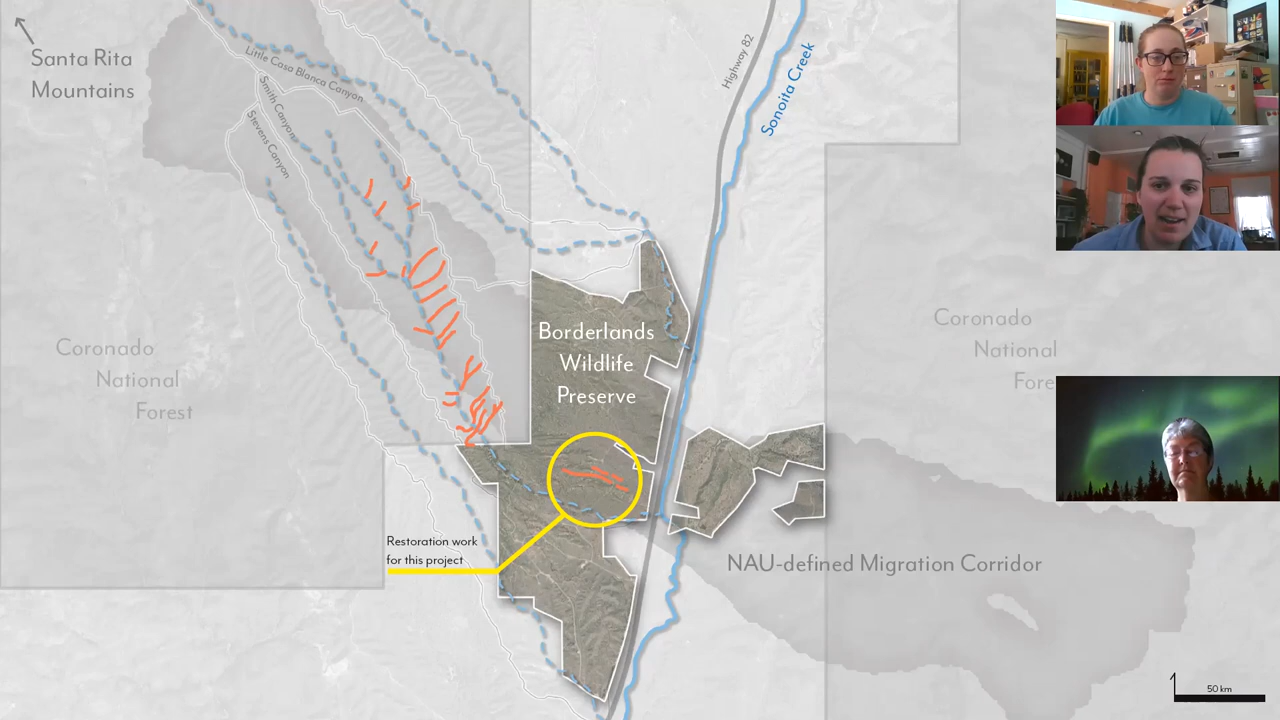 Santa Rita
Mountains
Little Casa Blanca Canyon
Smith Canyon
Stevens Canyon
Highway 82
Sonoita Creek
Coronado
National
Forest
Borderlands
Wildlife
Preserve
Coronado
National
Fore
Restoration work
for this project
NAU-defined Migration Corridor
50 km